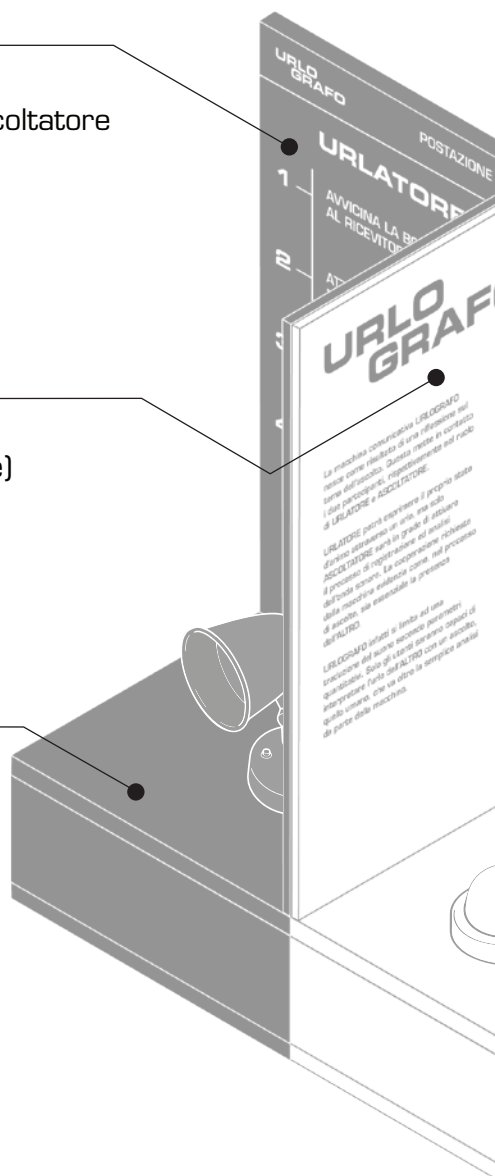 coltatore
e)
URLO
GRAFO
POSTAZIONE
URLATORE
1
AVVICINA LA BO
AL RICEVITOR
2
AT
URLO
GRAFO
La macchina comunicativa URLOGRAFO
nasce come risultato di una riflessione sul
tema dell'ascolto. Questa mette in contatto
i due partecipanti, rispettivamente nel ruolo
di URLATORE e ASCOLTATORE.
URLATORE potrà esprimere il proprio stato
d'animo attraverso un urlo, ma solo
ASCOLTATORE sarà in grado di attivare
il processo di registrazione ed analisi
dell'onda sonora. La cooperazione richiesta
dalla macchina evidenzia come, nel processo
di ascolto, sia essenziale la presenza
dell'ALTRO.
URLOGRAFO infatti si limita ad una
traduzione del suono secondo parametri
quantitativi. Solo gli utenti saranno capaci di
interpretare l'urlo dell'ALTRO con un ascolto,
quello umano, che va oltre la semplice analisi
da parte della macchina.